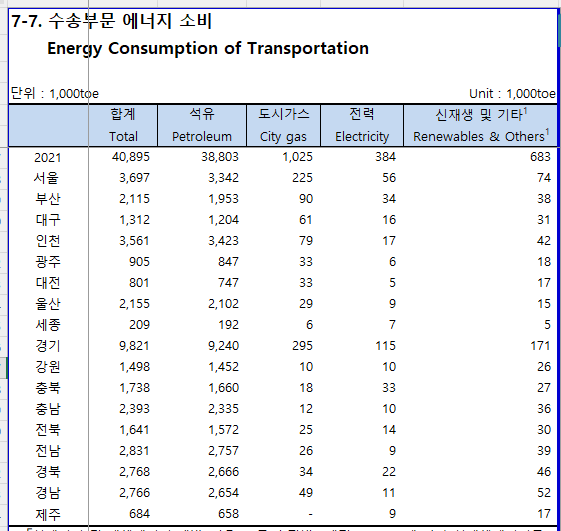 7-7. 수송부문 에너지 소비
Energy Consumption of Transportation
단위 : 1,000toe Unit : 1,000toe
합계 석유 도시가스 전력 신재생 및 기타1
Total Petroleum City gas Electricity Renewables & Others1
2021 40,895 38,803 1,025 384 683
서울 3,697 3,342 225 56 74
부산 2,115 1,953 90 34 38
대구 1,312 1,204 61 16 31
인천 3,561 3,423 79 17 42
광주 905 847 33 6 18
대전 801 747 33 5 17
울산 2,155 2,102 29 9 15
세종 209 192 6 7 5
경기 9,821 9,240 295 115 171
강원 1,498 1,452 10 10 26
충북 1,738 1,660 18 33 27
충남 2,393 2,335 12 10 36
전북 1,641 1,572 25 14 30
전남 2,831 2,757 26 9 39
경북 2,768 2,666 34 22 46
경남 2,766 2,654 49 11 52
제주 684 658 - 9 17